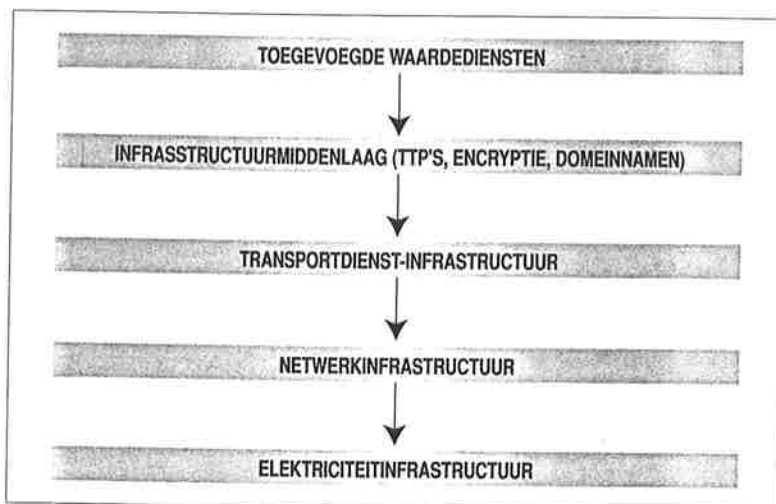 TOEGEVOEGDE WAARDEDIENSTEN
INFRASSTRUCTUURMIDDENLAAG (TTP'S, ENCRYPTIE, DOMEINNAMEN)
TRANSPORTDIENST-INFRASTRUCTUUR
NETWERKINFRASTRUCTUUR
ELEKTRICITEITINFRASTRUCTUUR